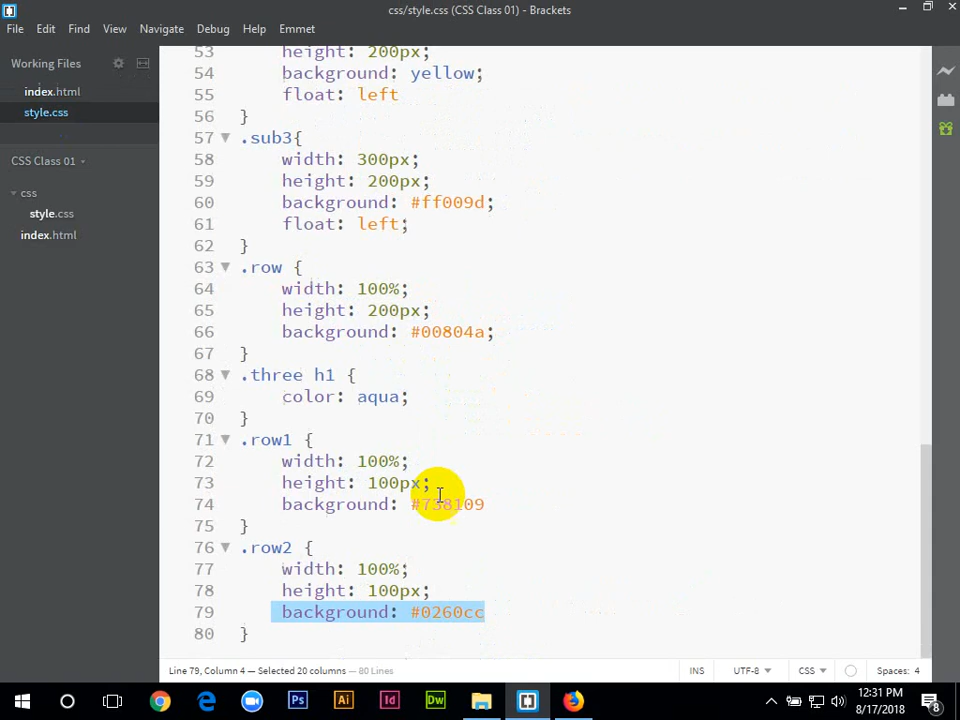 css/style.css (CSS Class 01) - Brackets
File Edit Find View Navigate Debug Help Emmet
Working Files
index.html
style.css
CSS Class 01
css
style.css
index.html
53 height: 200px;
54 background: yellow;
55 float: left
56 }
57 .sub3{
58 width: 300px;
59 height: 200px;
60 background: #ff009d;
61 float: left;
62 }
63 .row {
64 width: 100%;
65 height: 200px;
66 background: #00804a;
67 }
68 .three h1 {
69 color: aqua;
70 }
71 .row1 {
72 width: 100%;
73 height: 100px;
74 background: #738109
75 }
76 .row2 {
77 width: 100%;
78 height: 100px;
79 background: #0260cc
80 }
Line 79, Column 4 — Selected 20 columns — 80 Lines
INS UTF-8 CSS Spaces: 4
Ps Ai Id Dw
12:31 PM
8/17/2018
8